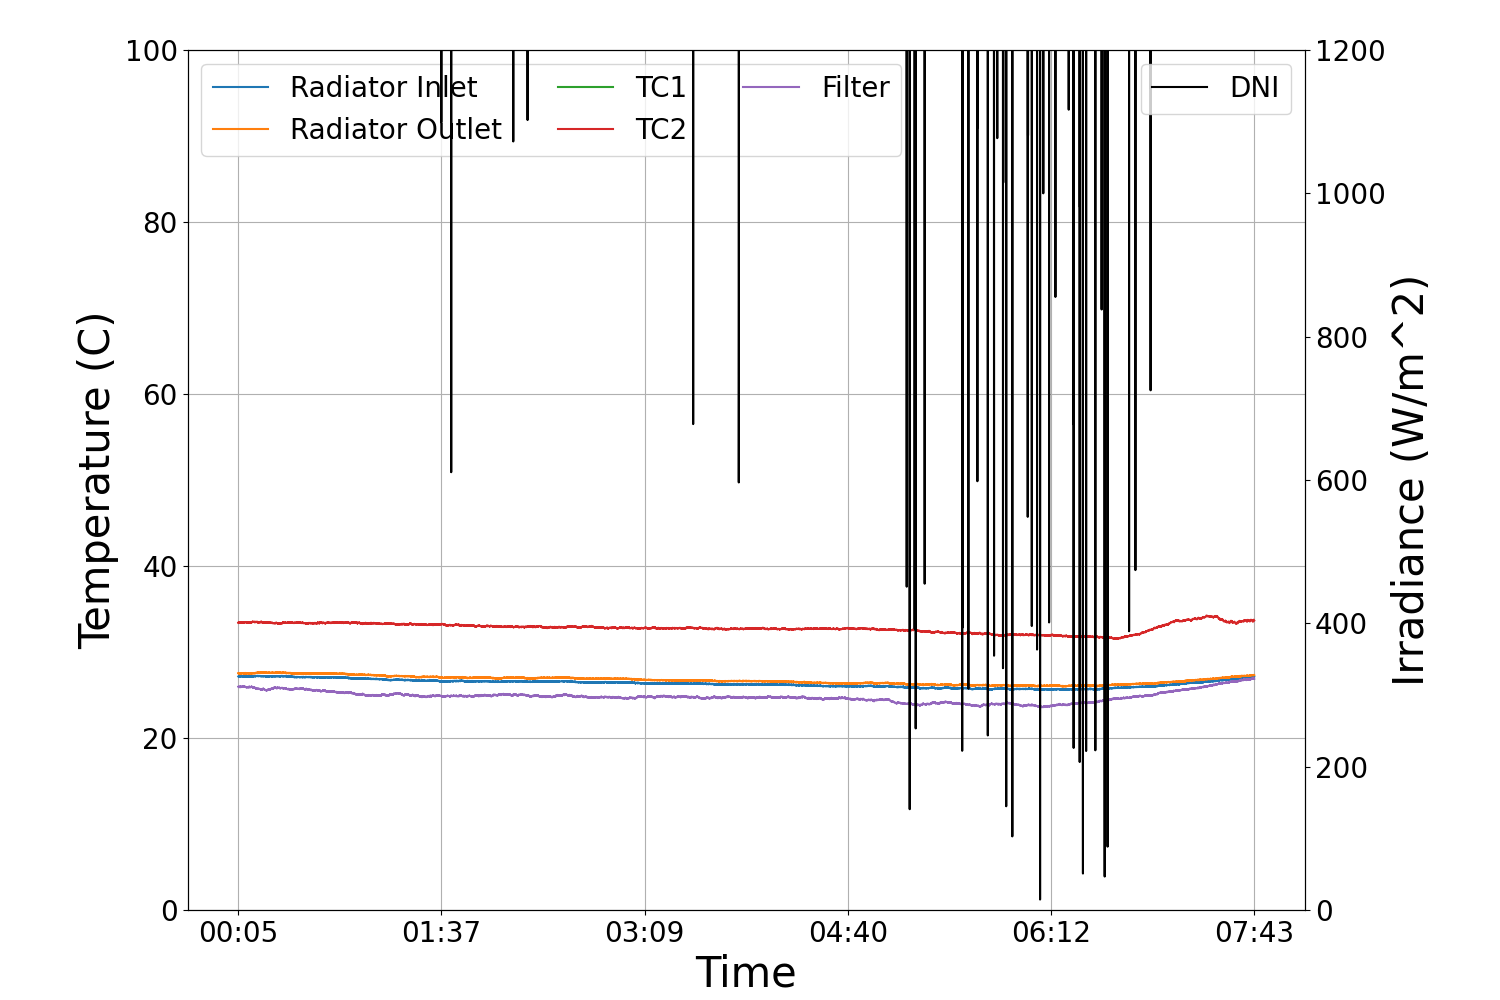 100
80
60
40
20
0
Temperature (C)
Radiator Inlet
Radiator Outlet
TC1
TC2
Filter
DNI
1200
1000
800
600
400
200
0
Irradiance (W/m^2)
00:05 01:37 03:09 04:40 06:12 07:43
Time